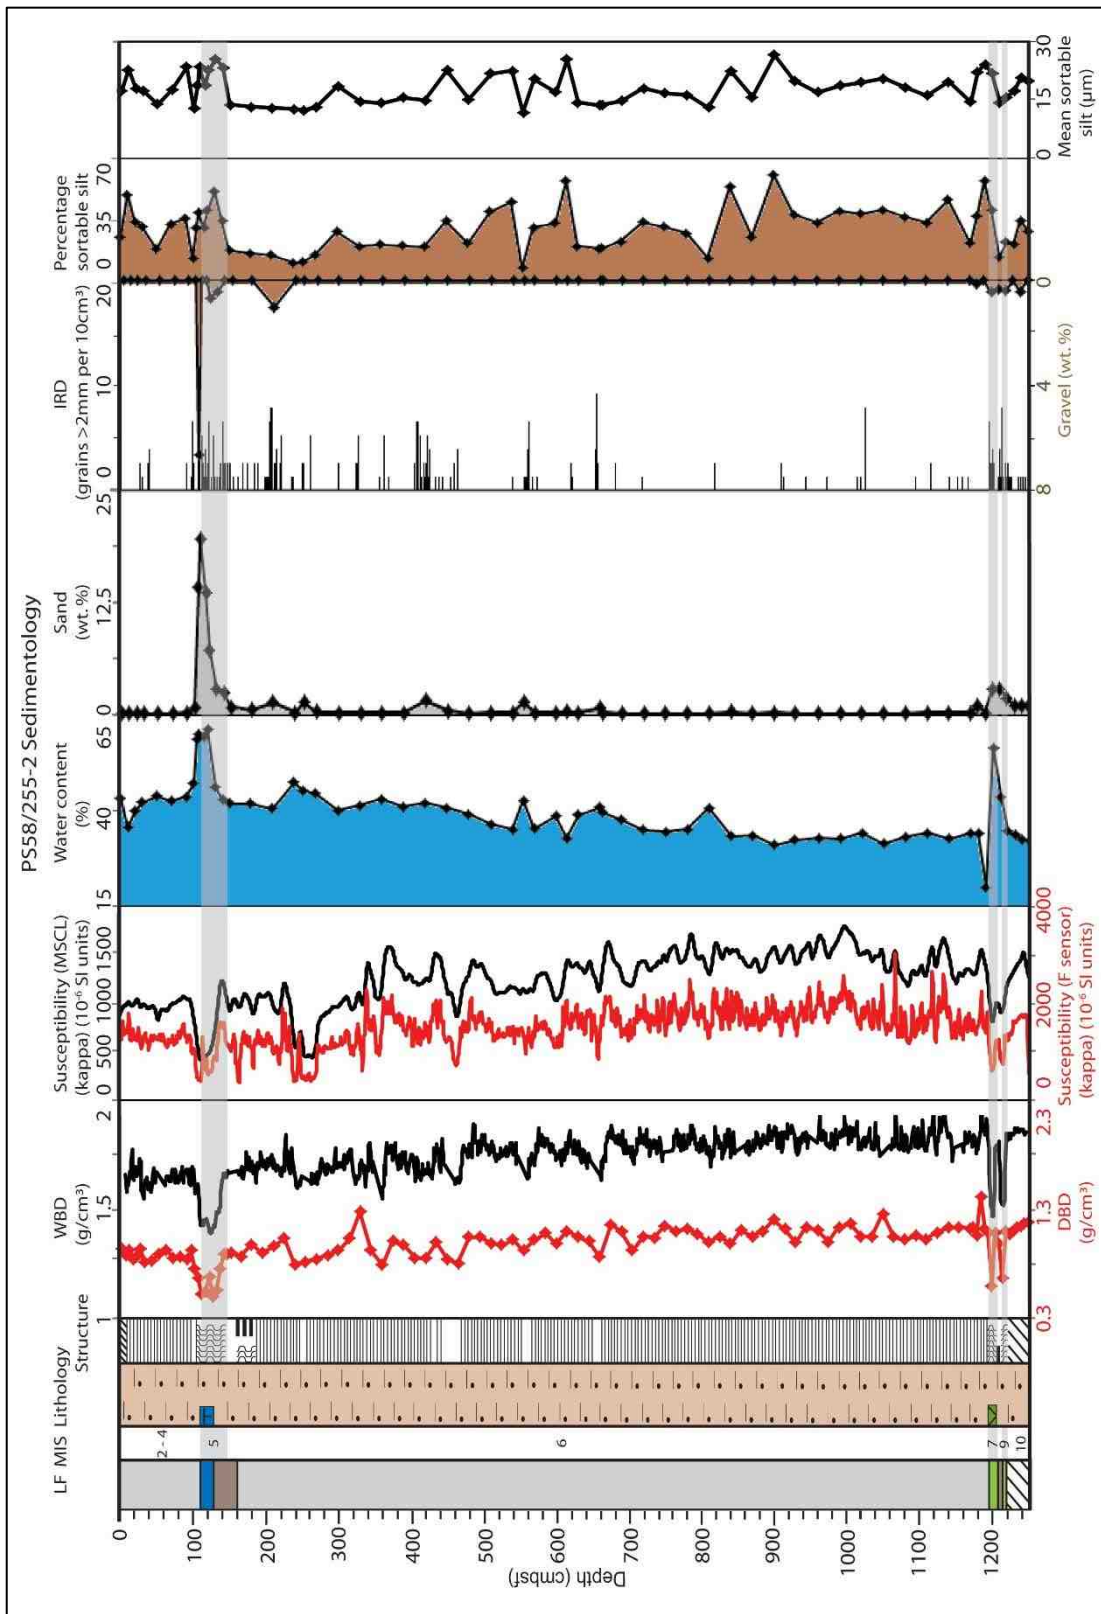 PS58/255-2 Sedimentology
LF MIS Lithology
Structure
WBD
(g/cm³)
Susceptibility (MSCL)
(kappa) (10⁻⁶ SI units)
Water content
(%)
Sand
(wt. %)
IRD
(grains >2mm per 10cm³)
Percentage
sortable silt
1 1.5 2
0 500 1000 1500
15 40 65
0 12.5 25
0 10 20
0 35 70
2 - 4
5
6
7
9
10
0.3 1.3 2.3
DBD
(g/cm³)
0 2000 4000
Susceptibility (F sensor)
(kappa) (10⁻⁶ SI units)
8 4 0
Gravel (wt. %)
0 15 30
Mean sortable
silt (µm)
0 100 200 300 400 500 600 700 800 900 1000 1100 1200
Depth (cmbsf)